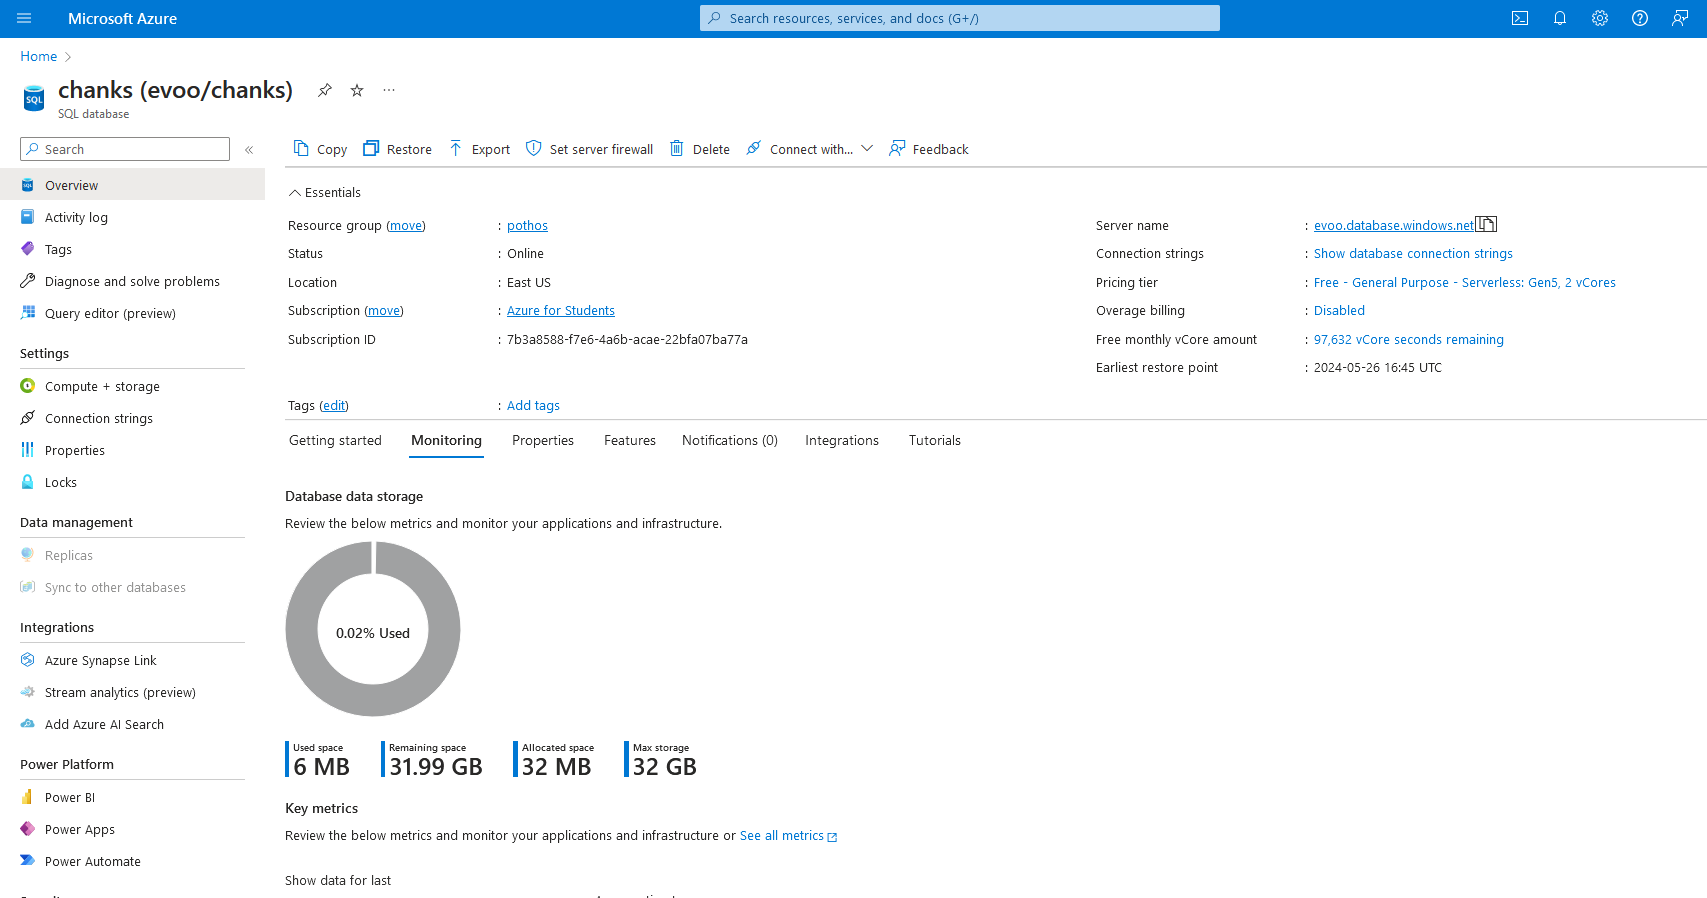 Microsoft Azure
Search resources, services, and docs (G+/)
Home
chanks (evoo/chanks)
SQL
SQL database
Search
Copy
Restore
Export
Set server firewall
Delete
Connect with...
Feedback
Overview
Activity log
Tags
Diagnose and solve problems
Query editor (preview)
Settings
Compute + storage
Connection strings
Properties
Locks
Data management
Replicas
Sync to other databases
Integrations
Azure Synapse Link
Stream analytics (preview)
Add Azure AI Search
Power Platform
Power BI
Power Apps
Power Automate
Essentials
Resource group (move) : pothos
Status : Online
Location : East US
Subscription (move) : Azure for Students
Subscription ID : 7b3a8588-f7e6-4a6b-acae-22bfa07ba77a
Server name : evoo.database.windows.net
Connection strings : Show database connection strings
Pricing tier : Free - General Purpose - Serverless: Gen5, 2 vCores
Overage billing : Disabled
Free monthly vCore amount : 97,632 vCore seconds remaining
Earliest restore point : 2024-05-26 16:45 UTC
Tags (edit) : Add tags
Getting started
Monitoring
Properties
Features
Notifications (0)
Integrations
Tutorials
Database data storage
Review the below metrics and monitor your applications and infrastructure.
0.02% Used
Used space
6 MB
Remaining space
31.99 GB
Allocated space
32 MB
Max storage
32 GB
Key metrics
Review the below metrics and monitor your applications and infrastructure or See all metrics
Show data for last